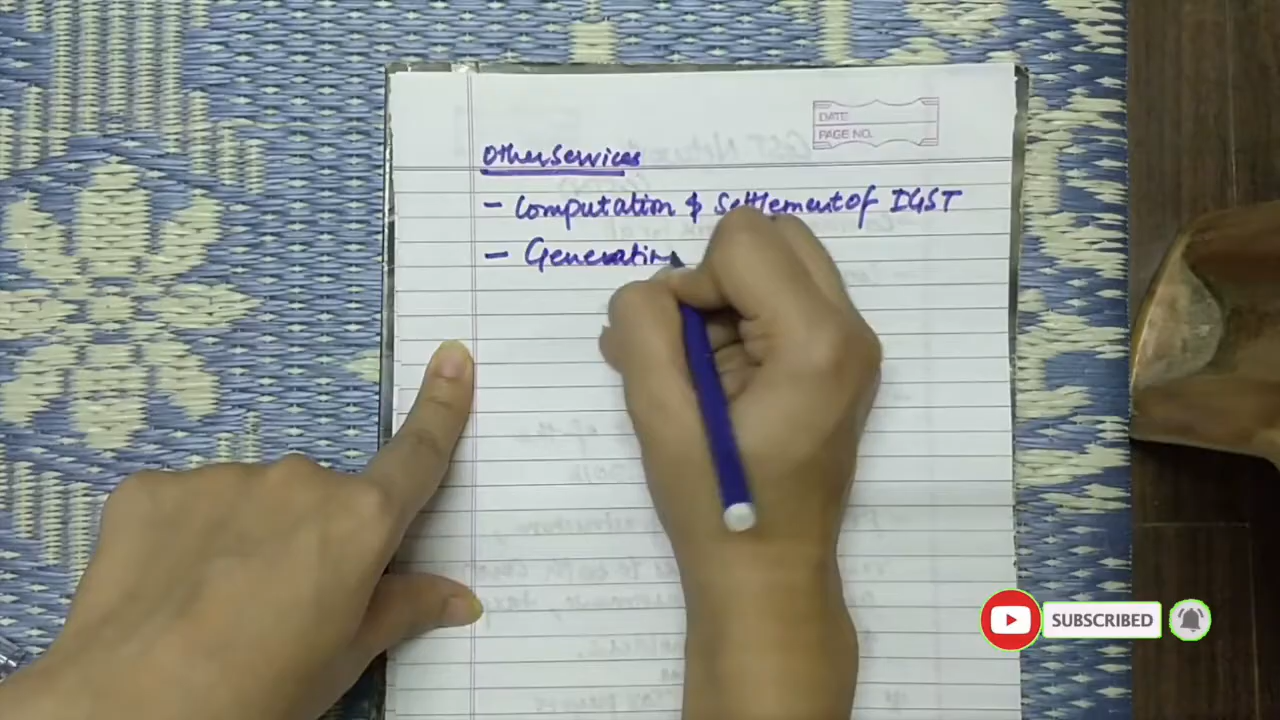 DATE
PAGE NO.
Other Services
- Computation & Settlement of IGST
- Generatin
SUBSCRIBED